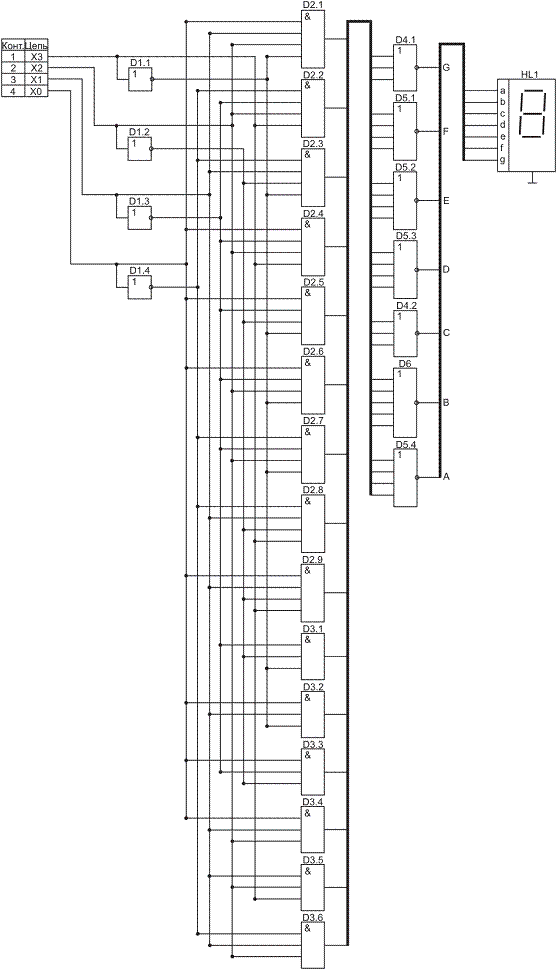 Конт. Цепь
1 X3
2 X2
3 X1
4 X0
D1.1
1
D1.2
1
D1.3
1
D1.4
1
D2.1
&
D2.2
&
D2.3
&
D2.4
&
D2.5
&
D2.6
&
D2.7
&
D2.8
&
D2.9
&
D3.1
&
D3.2
&
D3.3
&
D3.4
&
D3.5
&
D3.6
&
D4.1
1
G
D5.1
1
F
D5.2
1
E
D5.3
1
D
D4.2
1
C
D6
1
B
D5.4
1
A
HL1
a
b
c
d
e
f
g